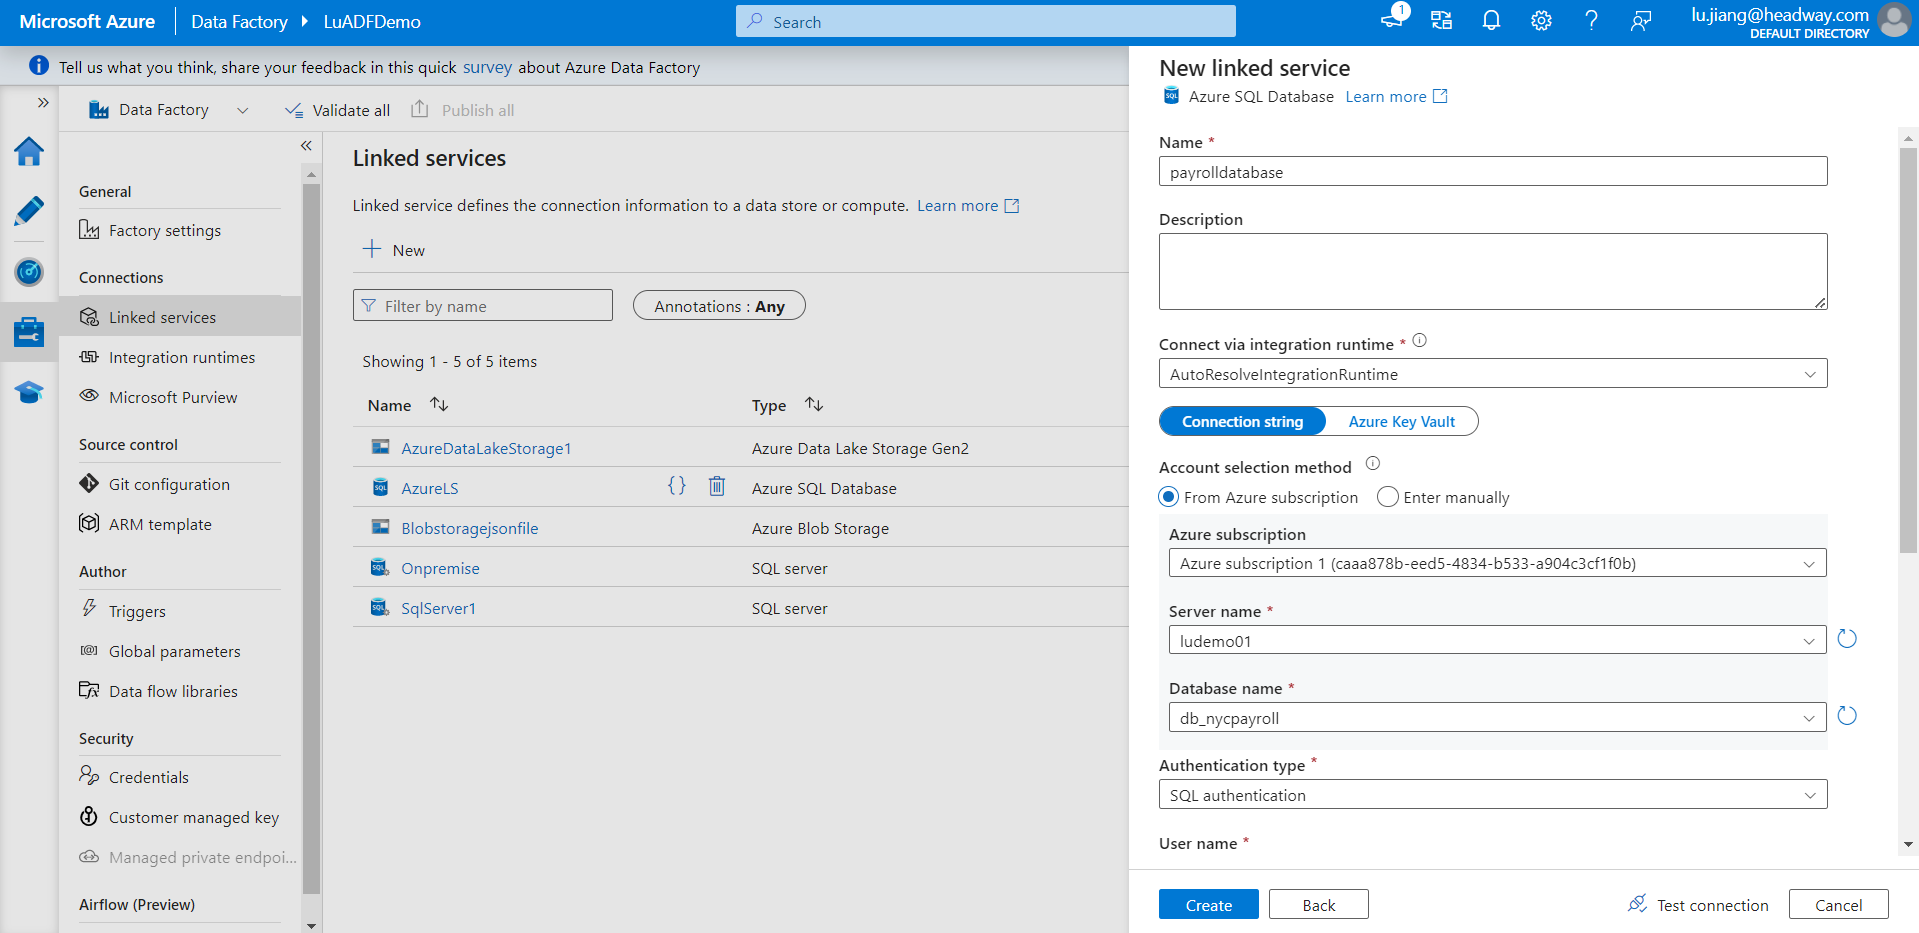 Microsoft Azure
Data Factory
LuADFDemo
Search
1
lu.jiang@headway.com
DEFAULT DIRECTORY
Tell us what you think, share your feedback in this quick survey about Azure Data Factory
Data Factory
Validate all
Publish all
General
Factory settings
Connections
Linked services
Integration runtimes
Microsoft Purview
Source control
Git configuration
ARM template
Author
Triggers
Global parameters
Data flow libraries
Security
Credentials
Customer managed key
Managed private endpoi...
Airflow (Preview)
Linked services
Linked service defines the connection information to a data store or compute. Learn more
New
Filter by name
Annotations : Any
Showing 1 - 5 of 5 items
Name Type
AzureDataLakeStorage1 Azure Data Lake Storage Gen2
AzureLS {} Azure SQL Database
Blobstoragejsonfile Azure Blob Storage
Onpremise SQL server
SqlServer1 SQL server
New linked service
Azure SQL Database Learn more
Name *
payrolldatabase
Description
Connect via integration runtime *
AutoResolveIntegrationRuntime
Connection string Azure Key Vault
Account selection method
From Azure subscription Enter manually
Azure subscription
Azure subscription 1 (caaa878b-eed5-4834-b533-a904c3cf1f0b)
Server name *
ludemo01
Database name *
db_nycpayroll
Authentication type *
SQL authentication
User name *
Create
Back
Test connection
Cancel